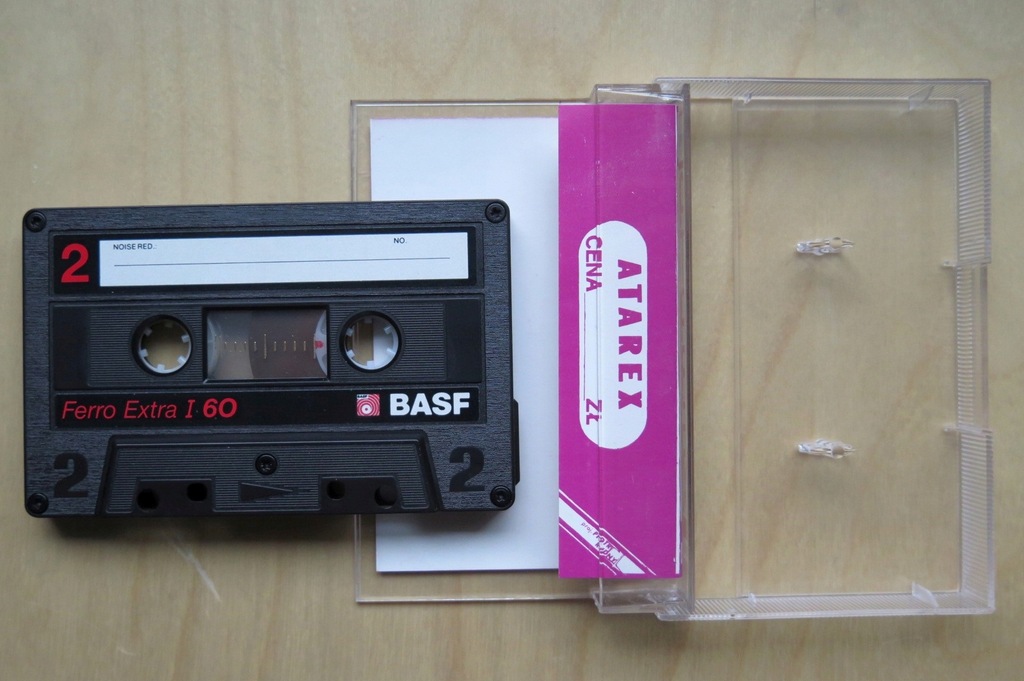 2
NOISE RED.:
NO.
Ferro Extra I 60
BASF
2
2
ATAREX
CENA ZŁ